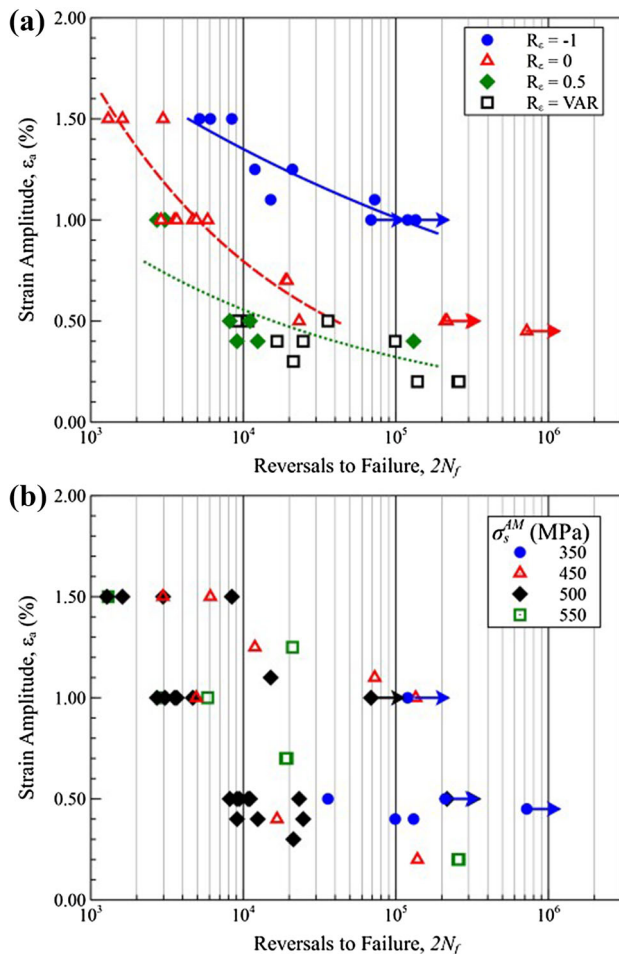 (a)
2.00
1.50
1.00
0.50
0.00
Strain Amplitude, εa (%)
Rε = -1
Rε = 0
Rε = 0.5
Rε = VAR
10³ 10⁴ 10⁵ 10⁶
Reversals to Failure, 2Nf
(b)
2.00
1.50
1.00
0.50
0.00
Strain Amplitude, εa (%)
σsAM (MPa)
350
450
500
550
10³ 10⁴ 10⁵ 10⁶
Reversals to Failure, 2Nf